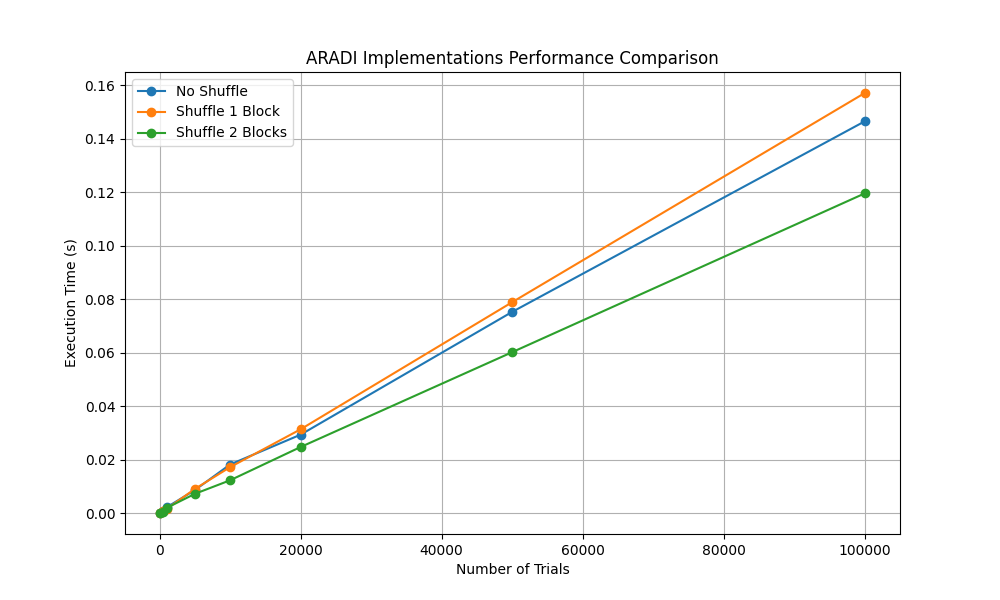 ARADI Implementations Performance Comparison
No Shuffle
Shuffle 1 Block
Shuffle 2 Blocks
Execution Time (s)
0.16
0.14
0.12
0.10
0.08
0.06
0.04
0.02
0.00
0 20000 40000 60000 80000 100000
Number of Trials